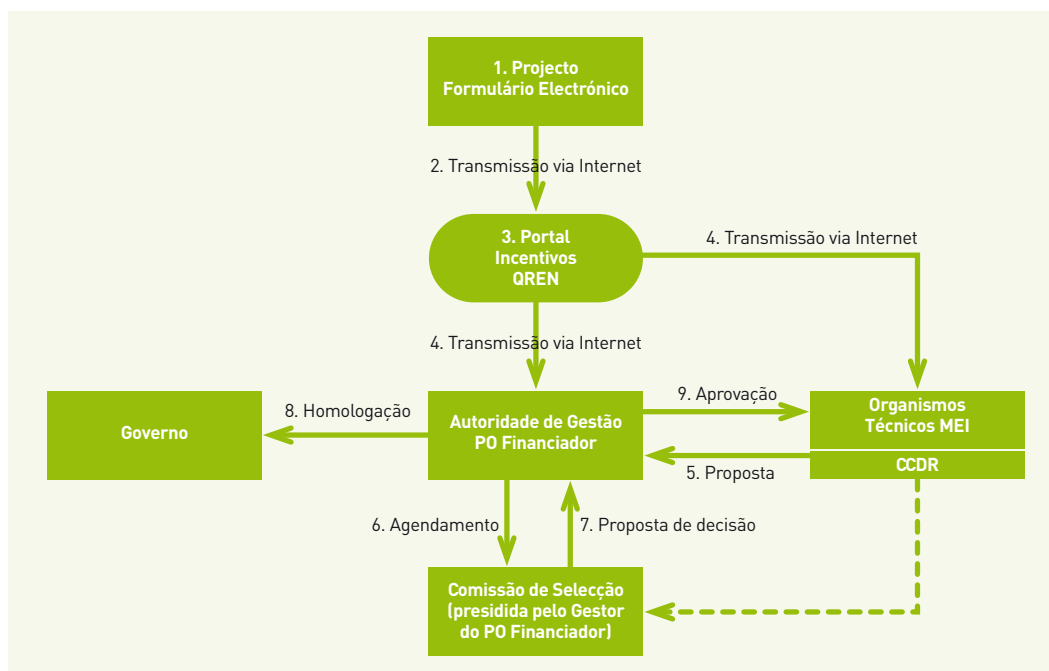 1. Projecto
Formulário Electrónico
2. Transmissão via Internet
3. Portal
Incentivos
QREN
4. Transmissão via Internet
4. Transmissão via Internet
Governo
8. Homologação
Autoridade de Gestão
PO Financiador
9. Aprovação
Organismos
Técnicos MEI
CCDR
5. Proposta
6. Agendamento
7. Proposta de decisão
Comissão de Selecção
(presidida pelo Gestor
do PO Financiador)